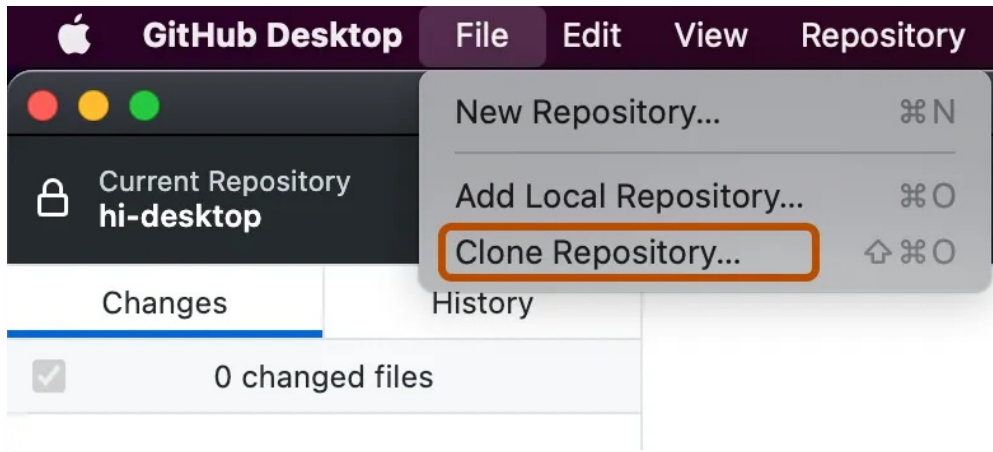 GitHub Desktop File Edit View Repository
New Repository... ⌘N
Current Repository
hi-desktop
Add Local Repository... ⌘O
Clone Repository... ⇧⌘O
Changes History
0 changed files